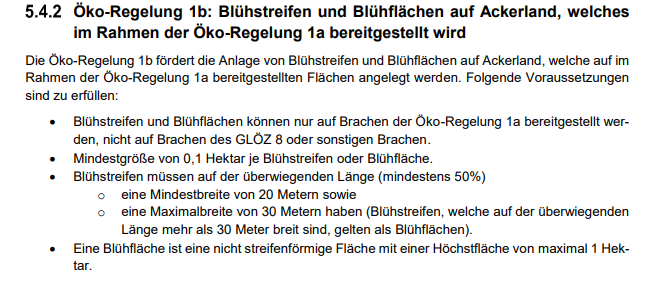 5.4.2 Öko-Regelung 1b: Blühstreifen und Blühflächen auf Ackerland, welches
im Rahmen der Öko-Regelung 1a bereitgestellt wird
Die Öko-Regelung 1b fördert die Anlage von Blühstreifen und Blühflächen auf Ackerland, welche auf im
Rahmen der Öko-Regelung 1a bereitgestellten Flächen angelegt werden. Folgende Voraussetzungen
sind zu erfüllen:
• Blühstreifen und Blühflächen können nur auf Brachen der Öko-Regelung 1a bereitgestellt wer-
den, nicht auf Brachen des GLÖZ 8 oder sonstigen Brachen.
• Mindestgröße von 0,1 Hektar je Blühstreifen oder Blühfläche.
• Blühstreifen müssen auf der überwiegenden Länge (mindestens 50%)
o eine Mindestbreite von 20 Metern sowie
o eine Maximalbreite von 30 Metern haben (Blühstreifen, welche auf der überwiegenden
Länge mehr als 30 Meter breit sind, gelten als Blühflächen).
• Eine Blühfläche ist eine nicht streifenförmige Fläche mit einer Höchstfläche von maximal 1 Hek-
tar.